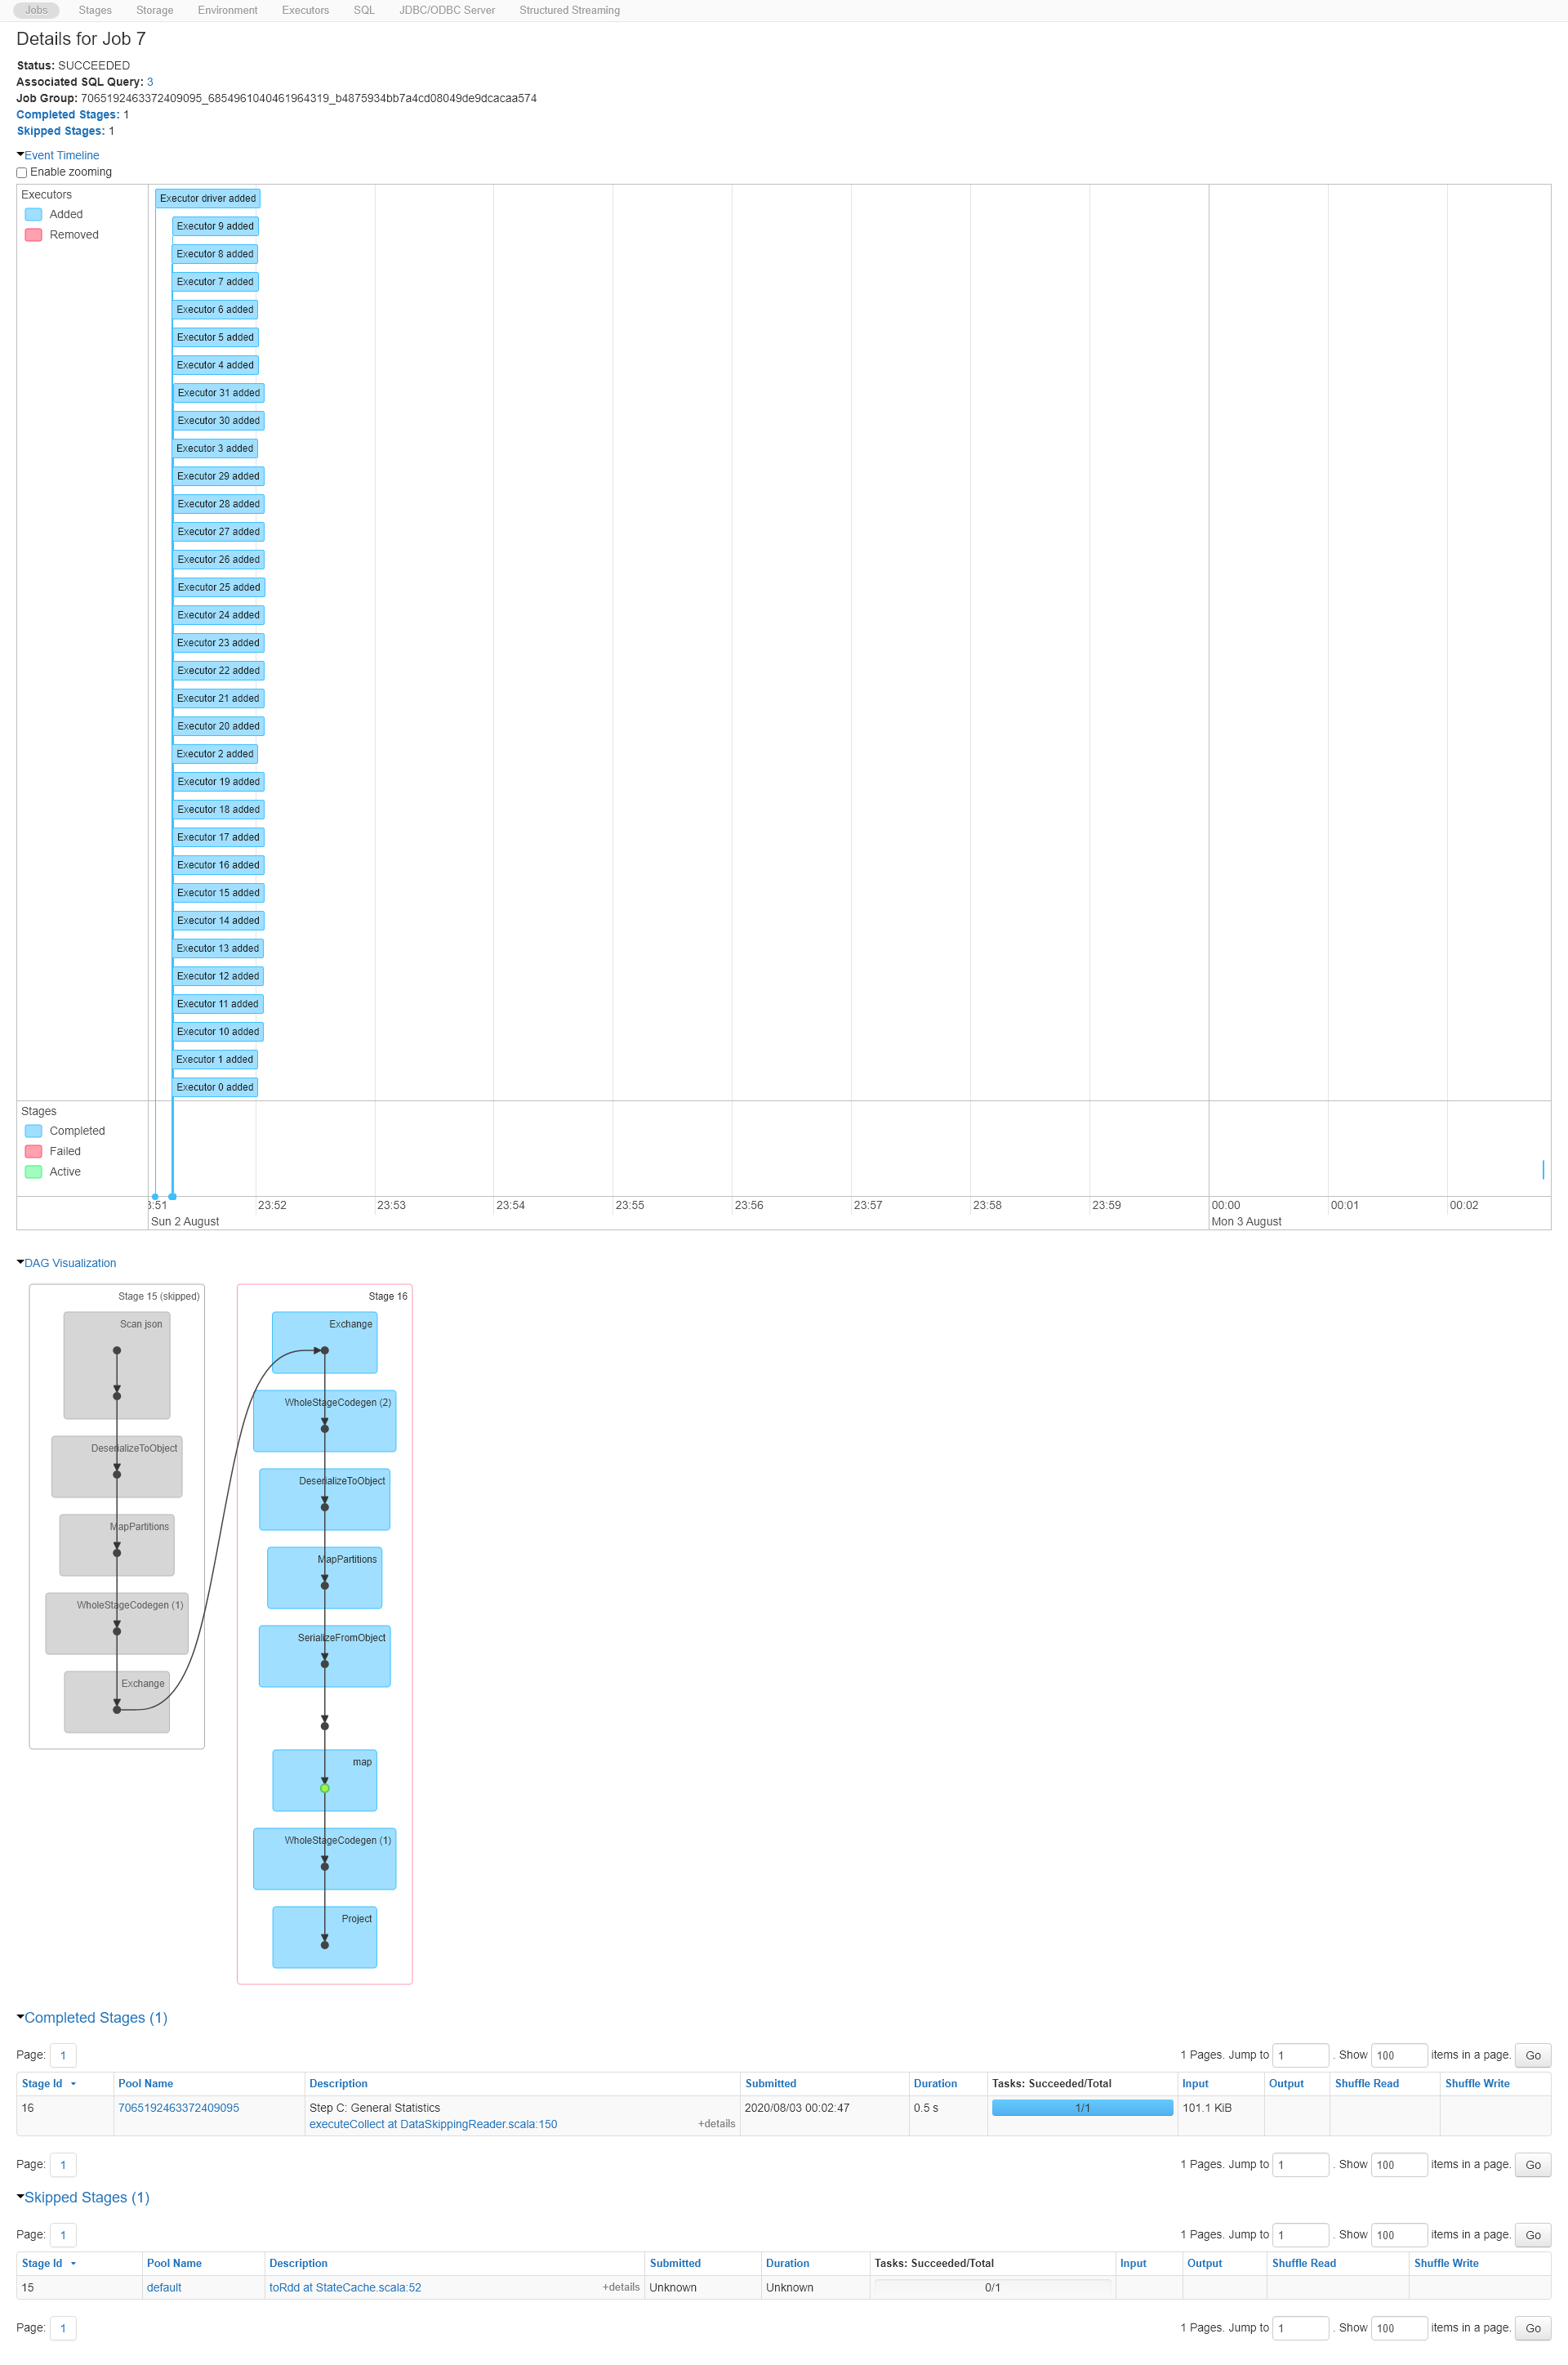 Jobs Stages Storage Environment Executors SQL JDBC/ODBC Server Structured Streaming
Details for Job 7
Status: SUCCEEDED
Associated SQL Query: 3
Job Group: 7065192463372409095_6854961040461964319_b4875934bb7a4cd08049de9dcacaa574
Completed Stages: 1
Skipped Stages: 1
Event Timeline
Enable zooming
Executors
Added
Removed
Executor driver added
Executor 9 added
Executor 8 added
Executor 7 added
Executor 6 added
Executor 5 added
Executor 4 added
Executor 31 added
Executor 30 added
Executor 3 added
Executor 29 added
Executor 28 added
Executor 27 added
Executor 26 added
Executor 25 added
Executor 24 added
Executor 23 added
Executor 22 added
Executor 21 added
Executor 20 added
Executor 2 added
Executor 19 added
Executor 18 added
Executor 17 added
Executor 16 added
Executor 15 added
Executor 14 added
Executor 13 added
Executor 12 added
Executor 11 added
Executor 10 added
Executor 1 added
Executor 0 added
Stages
Completed
Failed
Active
:51 23:52 23:53 23:54 23:55 23:56 23:57 23:58 23:59 00:00 00:01 00:02
Sun 2 August Mon 3 August
DAG Visualization
Stage 15 (skipped)
Scan json
DeserializeToObject
MapPartitions
WholeStageCodegen (1)
Exchange
Stage 16
Exchange
WholeStageCodegen (2)
DeserializeToObject
MapPartitions
SerializeFromObject
map
WholeStageCodegen (1)
Project
Completed Stages (1)
Page: 1 1 Pages. Jump to 1 . Show 100 items in a page. Go
Stage Id Pool Name Description Submitted Duration Tasks: Succeeded/Total Input Output Shuffle Read Shuffle Write
16 7065192463372409095 Step C: General Statistics 2020/08/03 00:02:47 0.5 s 1/1 101.1 KiB
executeCollect at DataSkippingReader.scala:150 +details
Page: 1 1 Pages. Jump to 1 . Show 100 items in a page. Go
Skipped Stages (1)
Page: 1 1 Pages. Jump to 1 . Show 100 items in a page. Go
Stage Id Pool Name Description Submitted Duration Tasks: Succeeded/Total Input Output Shuffle Read Shuffle Write
15 default toRdd at StateCache.scala:52 +details Unknown Unknown 0/1
Page: 1 1 Pages. Jump to 1 . Show 100 items in a page. Go